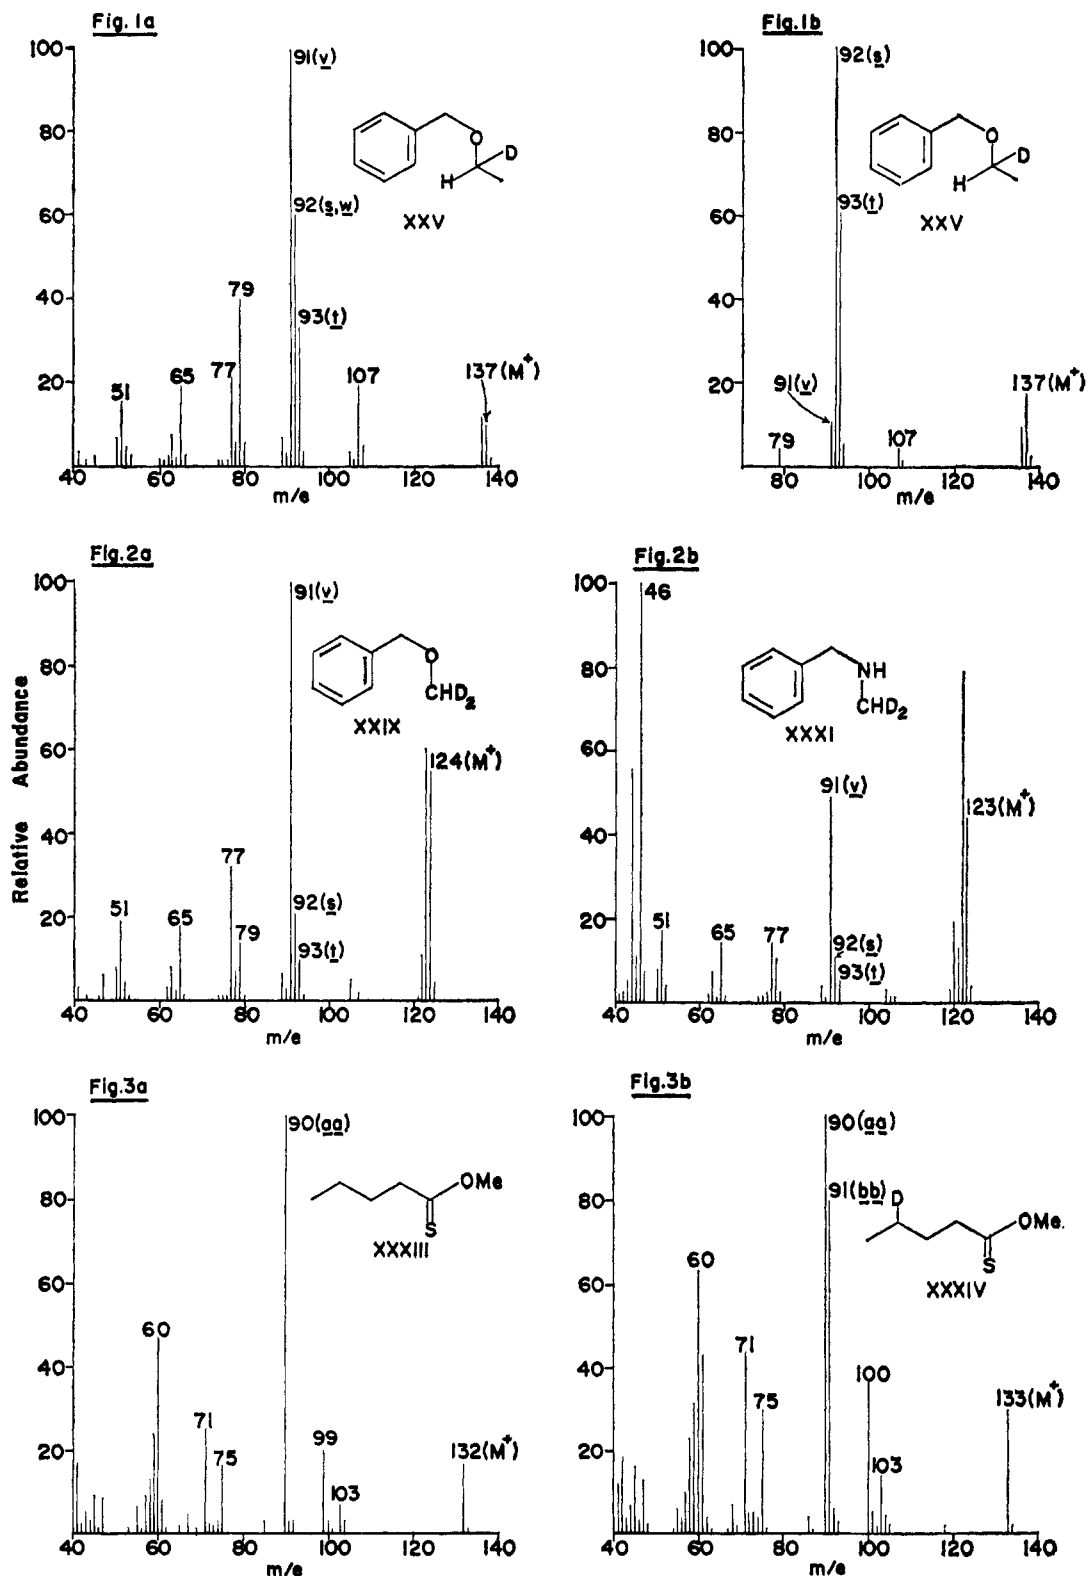 Fig. 1a
100
80
60
40
20
91(v)
92(s,w)
93(t)
79
77
65
51
107
137(M+)
O
D
H
XXV
40 60 80 100 120 140
m/e
Fig. 1b
100
80
60
40
20
92(s)
93(t)
91(v)
79
107
137(M+)
O
D
H
XXV
80 100 120 140
m/e
Relative Abundance
Fig. 2a
100
80
60
40
20
91(v)
O
CHD2
XXIX
124(M+)
77
92(s)
93(t)
79
65
51
40 60 80 100 120 140
m/e
Fig. 2b
100
80
60
40
20
46
NH
CHD2
XXXI
91(v)
123(M+)
51
65
77
92(s)
93(t)
40 60 80 100 120 140
m/e
Fig. 3a
100
80
60
40
20
90(aa)
OMe
S
XXXIII
60
71
75
99
103
132(M+)
40 60 80 100 120 140
m/e
Fig. 3b
100
80
60
40
20
90(aa)
91(bb)
D
OMe.
S
XXXIV
60
71
75
100
103
133(M+)
40 60 80 100 120 140
m/e